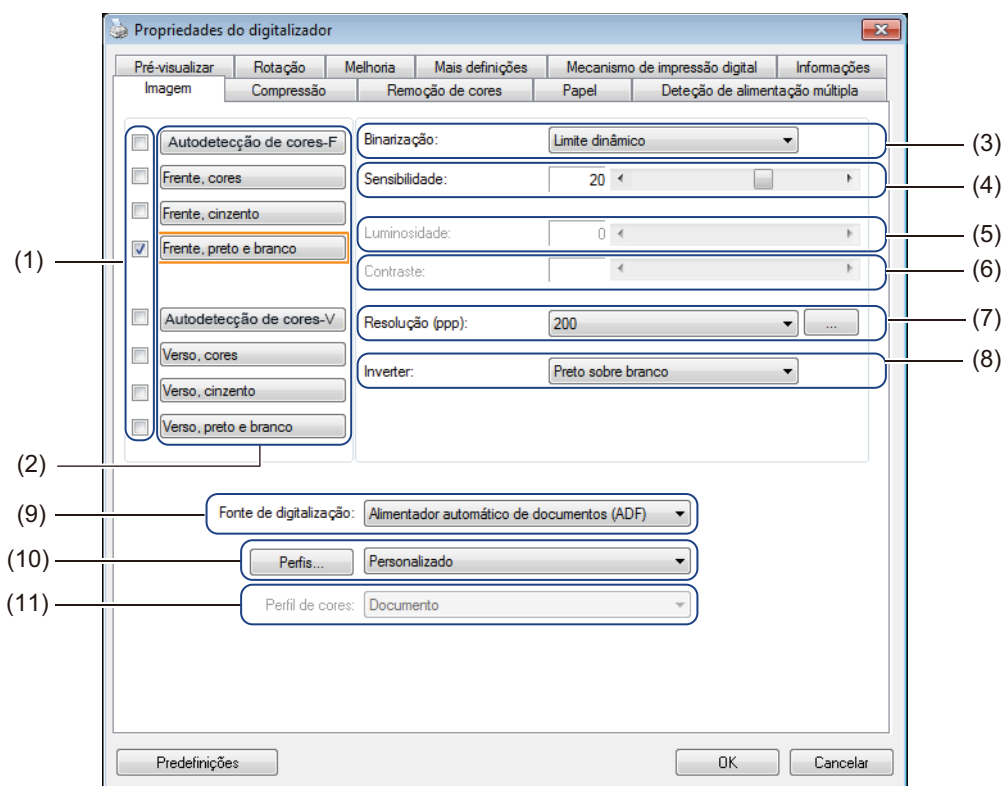 Propriedades do digitalizador
Pré-visualizar Rotação Melhoria Mais definições Mecanismo de impressão digital Informações
Imagem Compressão Remoção de cores Papel Deteção de alimentação múltipla
Autodetecção de cores-F
Frente, cores
Frente, cinzento
Frente, preto e branco
Autodetecção de cores-V
Verso, cores
Verso, cinzento
Verso, preto e branco
(1)
(2)
Binarização: Limite dinâmico (3)
Sensibilidade: 20 (4)
Luminosidade: 0 (5)
Contraste: (6)
Resolução (ppp): 200 ... (7)
Inverter: Preto sobre branco (8)
(9) Fonte de digitalização: Alimentador automático de documentos (ADF)
(10) Perfis... Personalizado
(11) Perfil de cores: Documento
Predefinições OK Cancelar